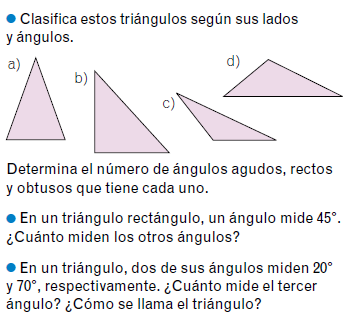 ● Clasifica estos triángulos según sus lados
y ángulos.
a)
b)
c)
d)
Determina el número de ángulos agudos, rectos
y obtusos que tiene cada uno.
● En un triángulo rectángulo, un ángulo mide 45°.
¿Cuánto miden los otros ángulos?
● En un triángulo, dos de sus ángulos miden 20°
y 70°, respectivamente. ¿Cuánto mide el tercer
ángulo? ¿Cómo se llama el triángulo?